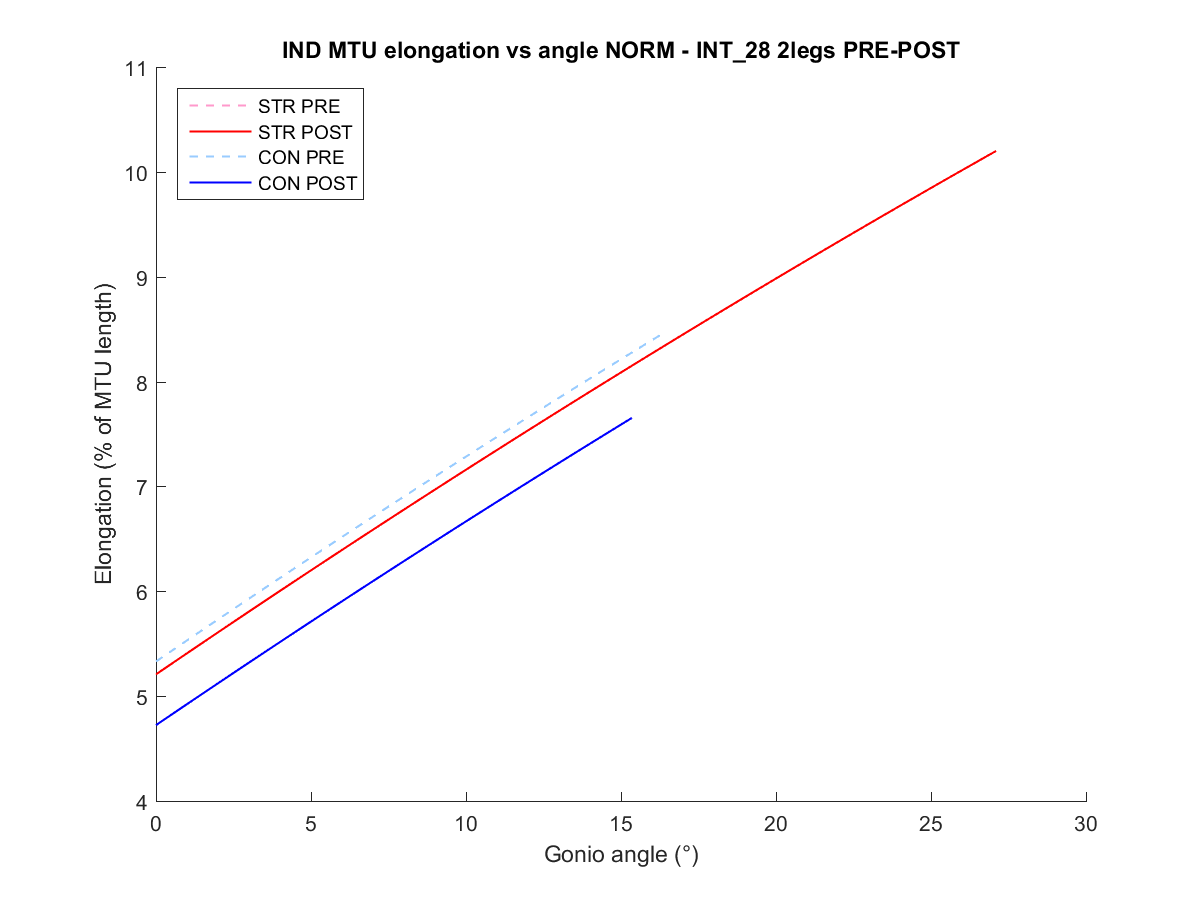 IND MTU elongation vs angle NORM - INT_28 2legs PRE-POST
11
10
9
8
7
6
5
4
Elongation (% of MTU length)
STR PRE
STR POST
CON PRE
CON POST
0 5 10 15 20 25 30
Gonio angle (°)